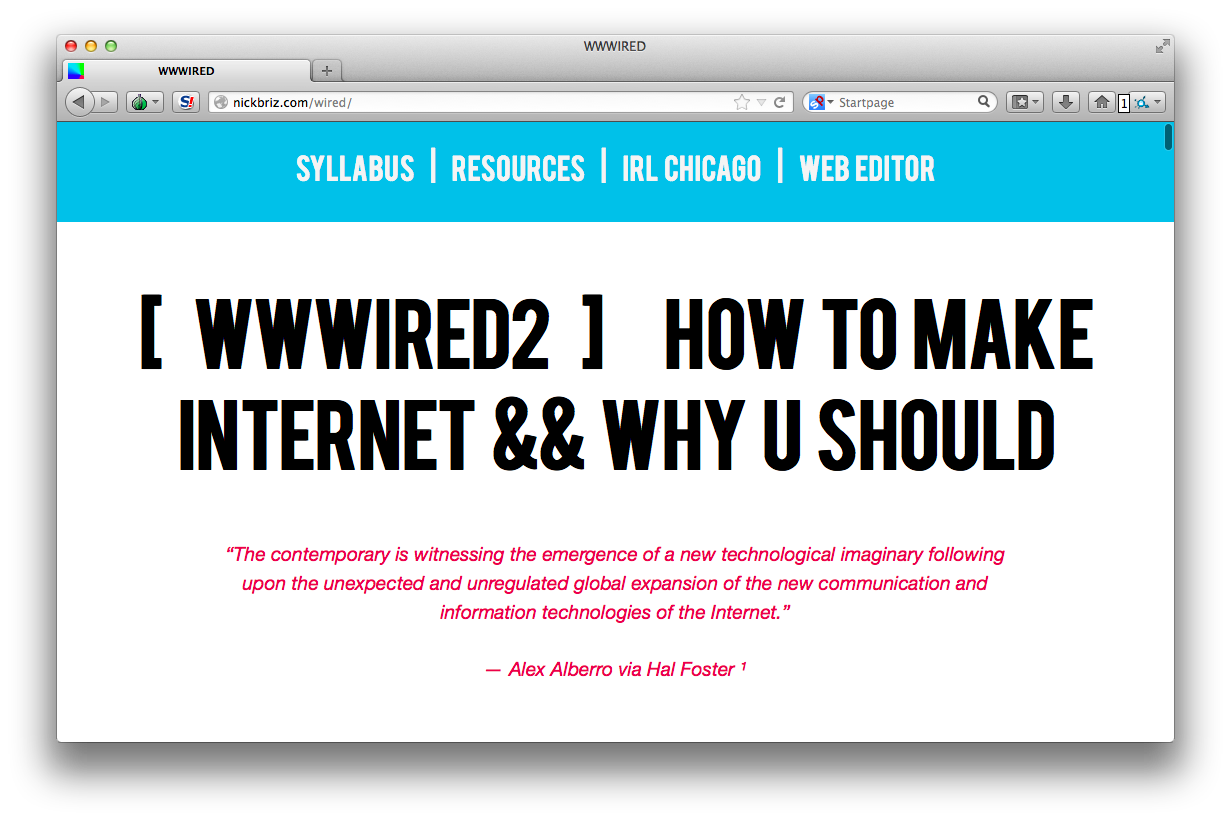 WWWIRED
WWWIRED
S!
nickbriz.com/wired/
Startpage
1
SYLLABUS | RESOURCES | IRL CHICAGO | WEB EDITOR
[ WWWIRED2 ] HOW TO MAKE
INTERNET && WHY U SHOULD
“The contemporary is witnessing the emergence of a new technological imaginary following
upon the unexpected and unregulated global expansion of the new communication and
information technologies of the Internet.”
— Alex Alberro via Hal Foster ¹